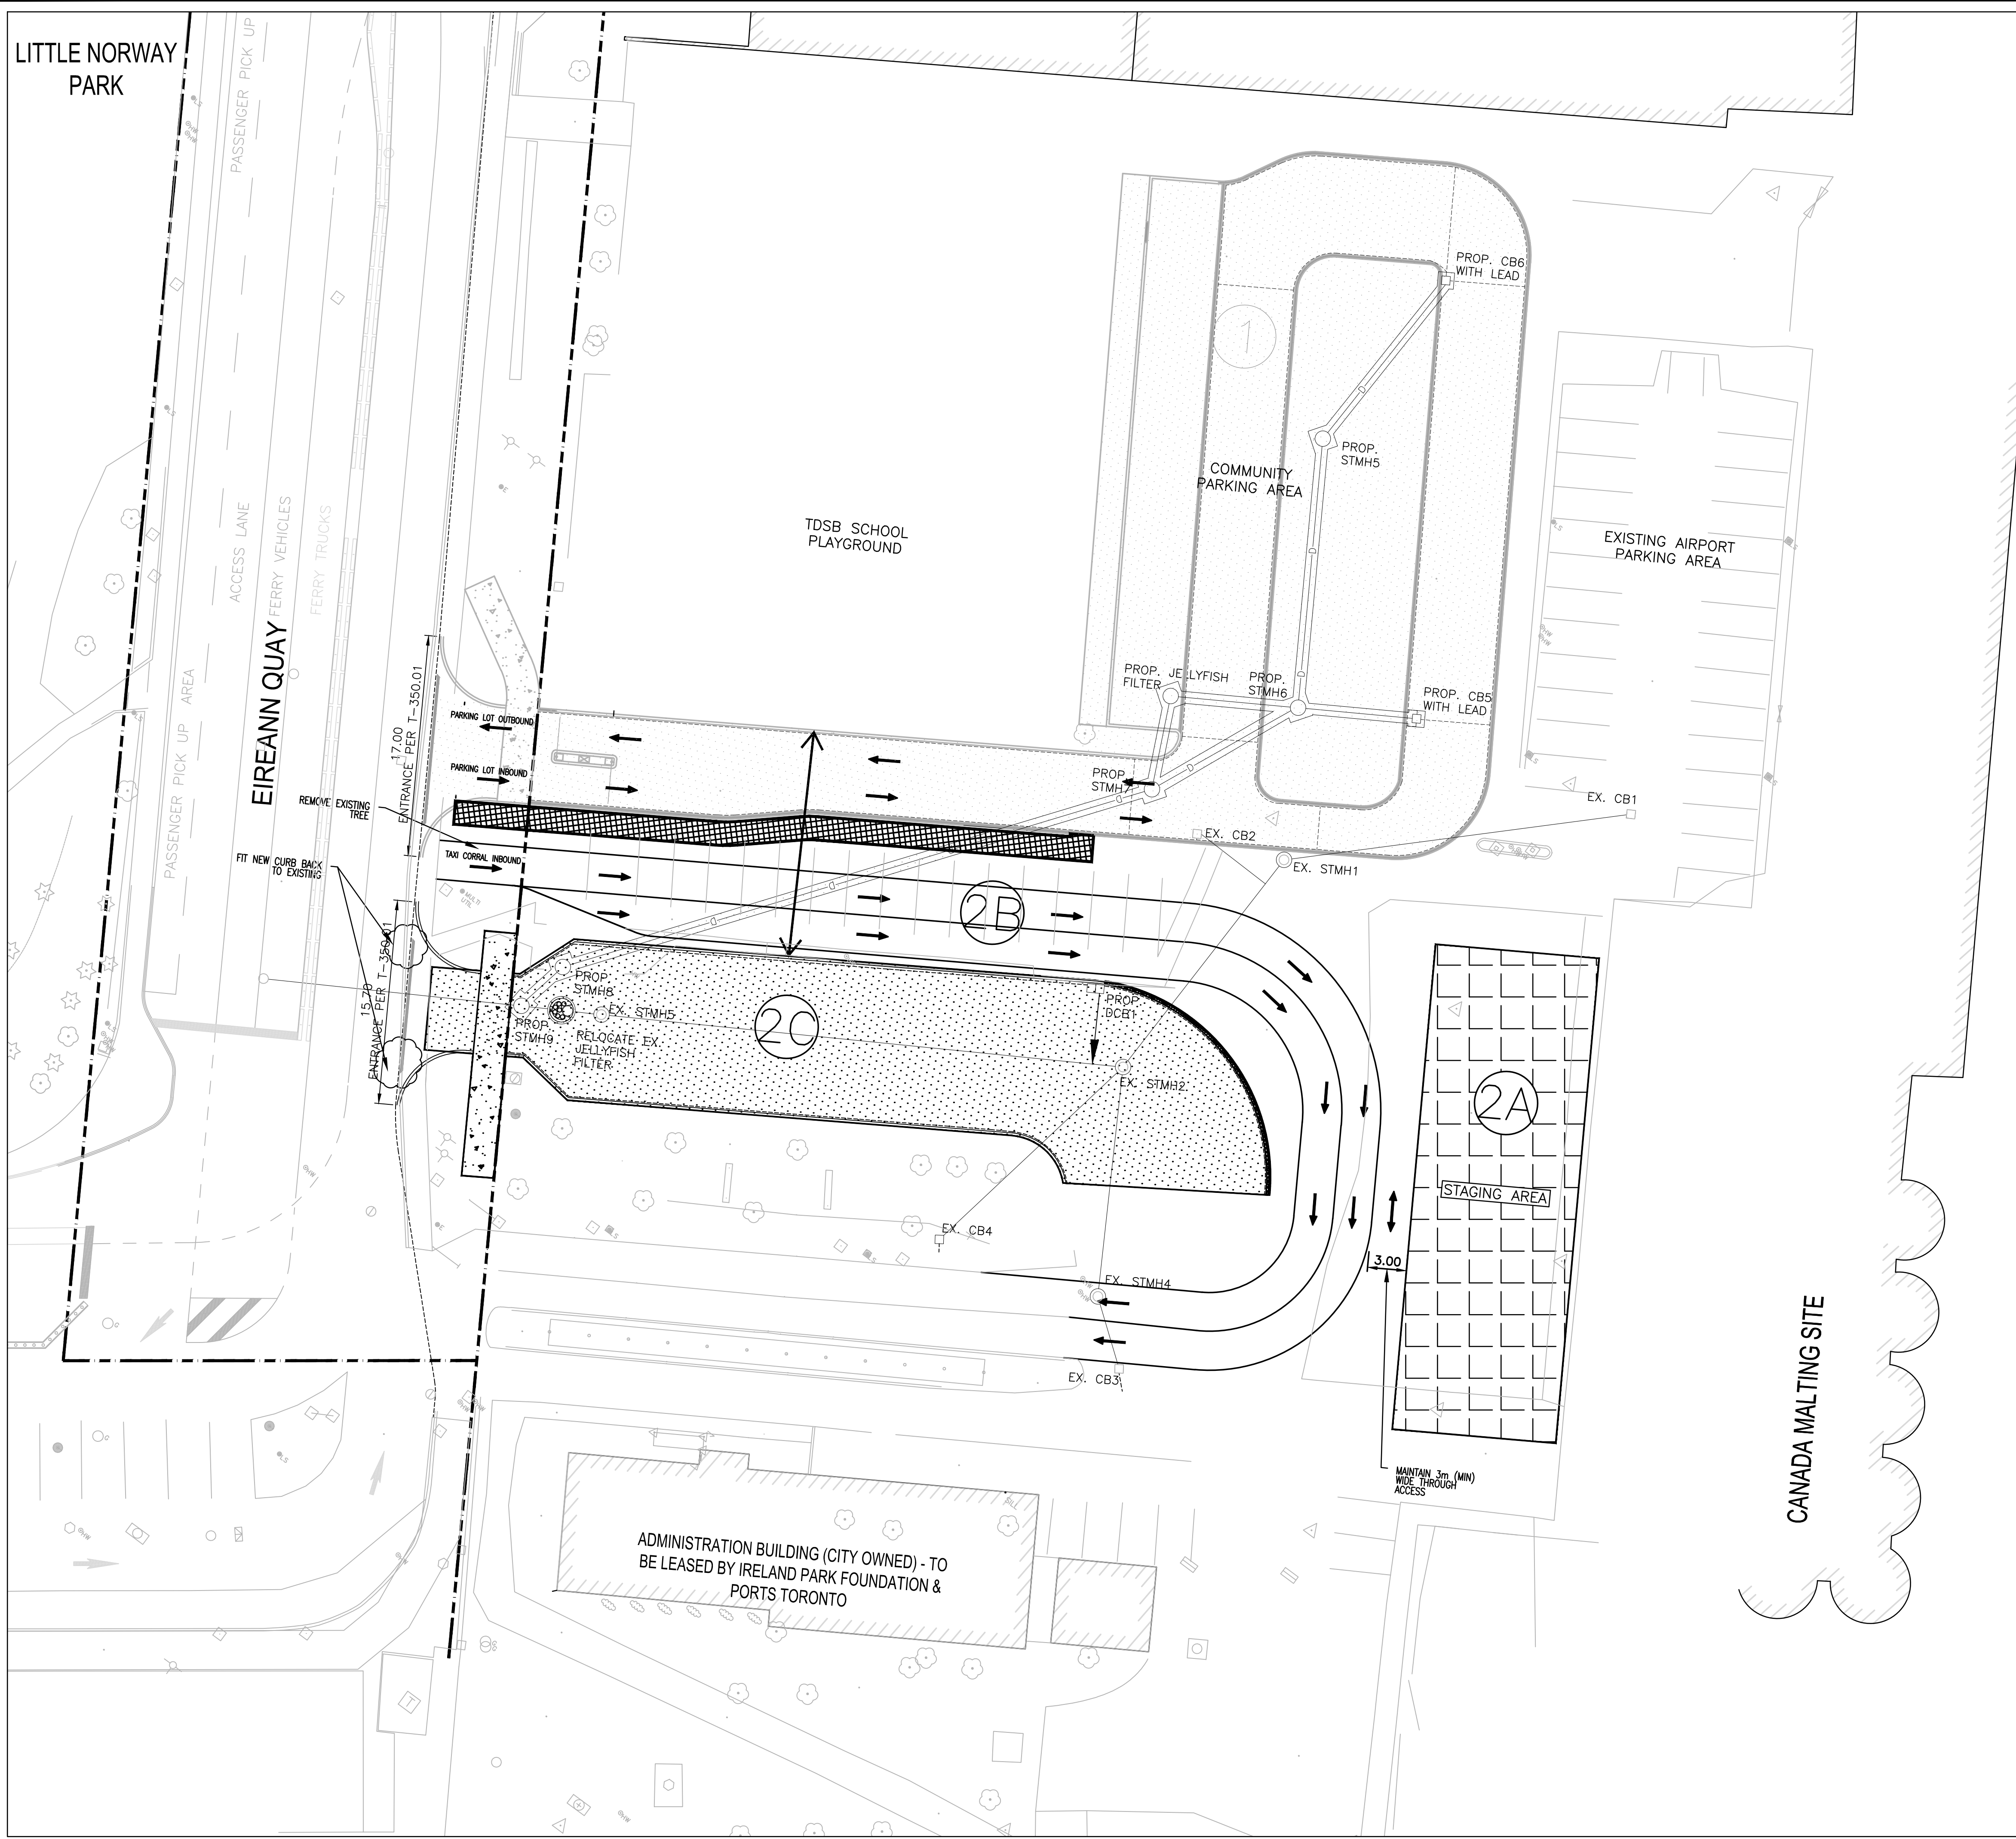 LITTLE NORWAY
PARK
PASSENGER PICK UP
PASSENGER PICK UP
ACCESS LANE
FERRY VEHICLES
FERRY TRUCKS
EIREANN QUAY
PASSENGER PICK UP AREA
TDSB SCHOOL
PLAYGROUND
1
COMMUNITY
PARKING AREA
PROP. CB6
WITH LEAD
PROP.
STMH5
EXISTING AIRPORT
PARKING AREA
PROP. JELLYFISH
FILTER
PROP.
STMH6
PROP. CB5
WITH LEAD
PROP.
STMH7
EX. CB1
EX. CB2
EX. STMH1
17.00
ENTRANCE PER T-350.01
PARKING LOT OUTBOUND
PARKING LOT INBOUND
REMOVE EXISTING
TREE
FIT NEW CURB BACK
TO EXISTING
TAXI CORRAL INBOUND
MULTI
UTIL
2B
15.70
ENTRANCE PER T-350.01
PROP
STMH8
EX. STMH5
PROP
STMH9
RELOCATE EX
JELLYFISH
FILTER
2C
PROP
DCB1
EX. STMH2
2A
STAGING AREA
3.00
EX. CB4
EX. STMH4
EX. CB3
MAINTAIN 3m (MIN)
WIDE THROUGH
ACCESS
CANADA MALTING SITE
ADMINISTRATION BUILDING (CITY OWNED) - TO
BE LEASED BY IRELAND PARK FOUNDATION &
PORTS TORONTO
T